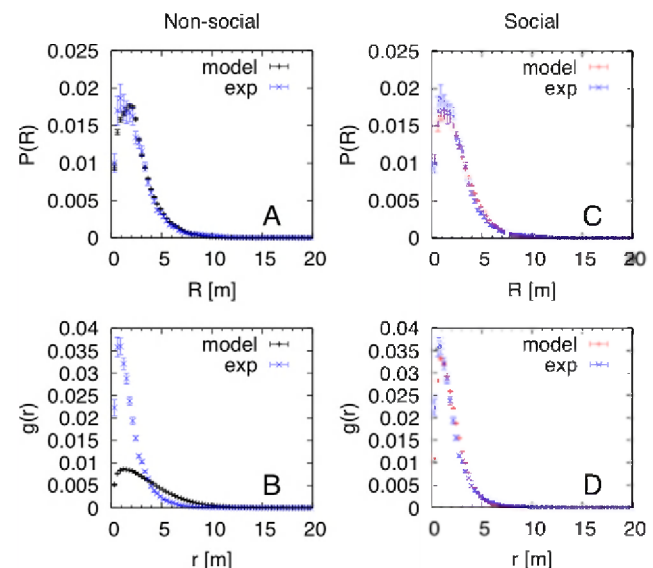 Non-social
Social
0.025
0.02
0.015
0.01
0.005
0
P(R)
model
exp
A
0 5 10 15 20
R [m]
0.025
0.02
0.015
0.01
0.005
0
P(R)
model
exp
C
0 5 10 15 20
R [m]
0.04
0.035
0.03
0.025
0.02
0.015
0.01
0.005
0
g(r)
model
exp
B
0 5 10 15 20
r [m]
0.04
0.035
0.03
0.025
0.02
0.015
0.01
0.005
0
g(r)
model
exp
D
0 5 10 15 20
r [m]